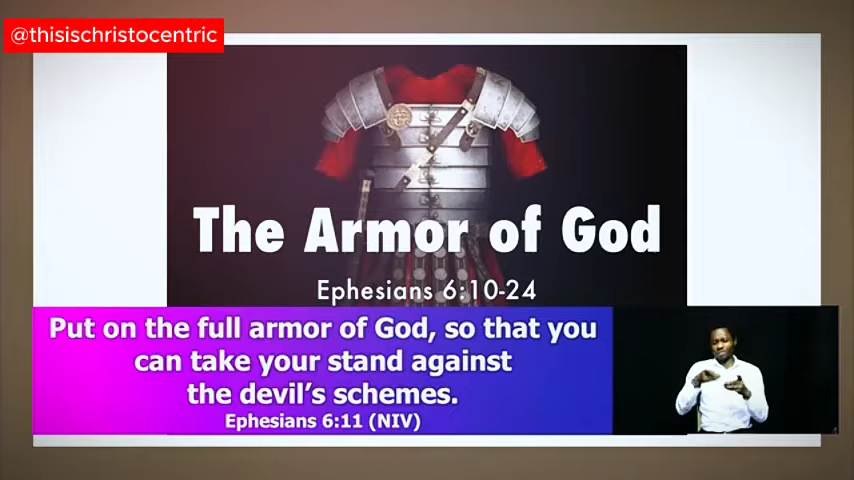 @thisischristocentric
The Armor of God
Ephesians 6:10-24
Put on the full armor of God, so that you
can take your stand against
the devil’s schemes.
Ephesians 6:11 (NIV)